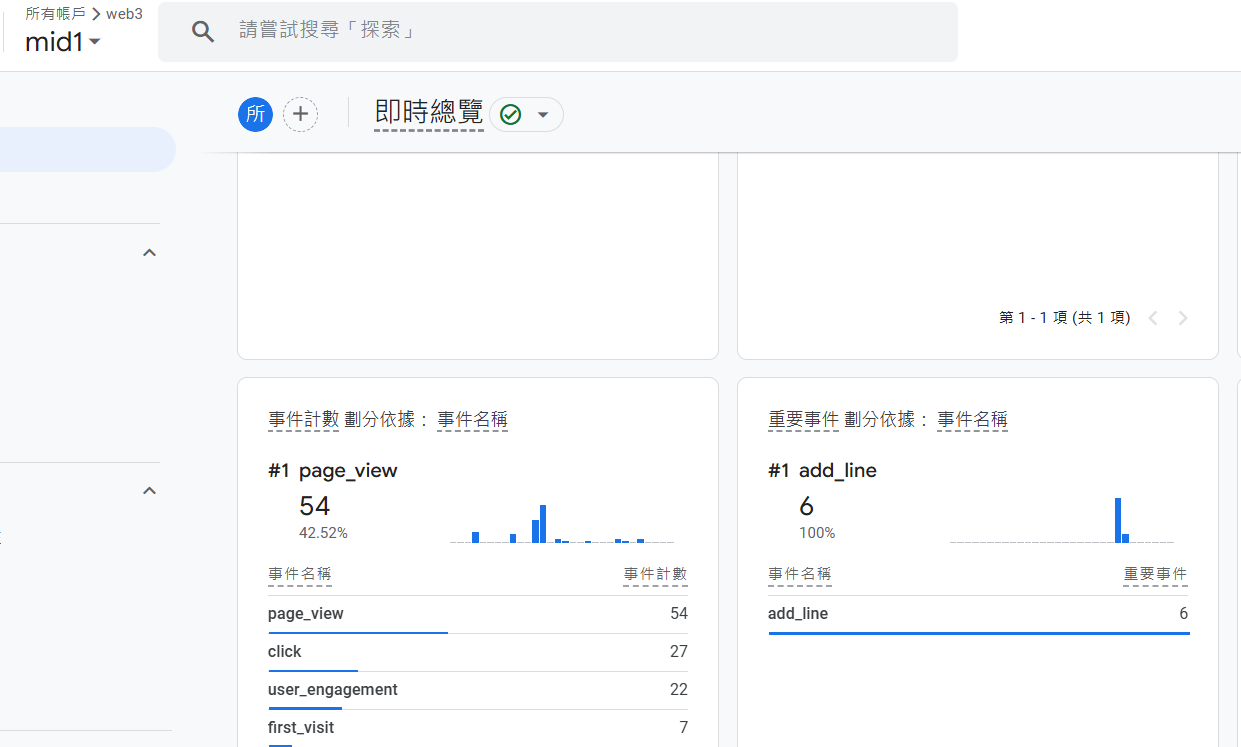 所有帳戶 > web3
mid1
請嘗試搜尋「探索」
所
即時總覽
第 1 - 1 項 (共 1 項)
事件計數 劃分依據： 事件名稱
#1 page_view
54
42.52%
事件名稱 事件計數
page_view 54
click 27
user_engagement 22
first_visit 7
重要事件 劃分依據： 事件名稱
#1 add_line
6
100%
事件名稱 重要事件
add_line 6